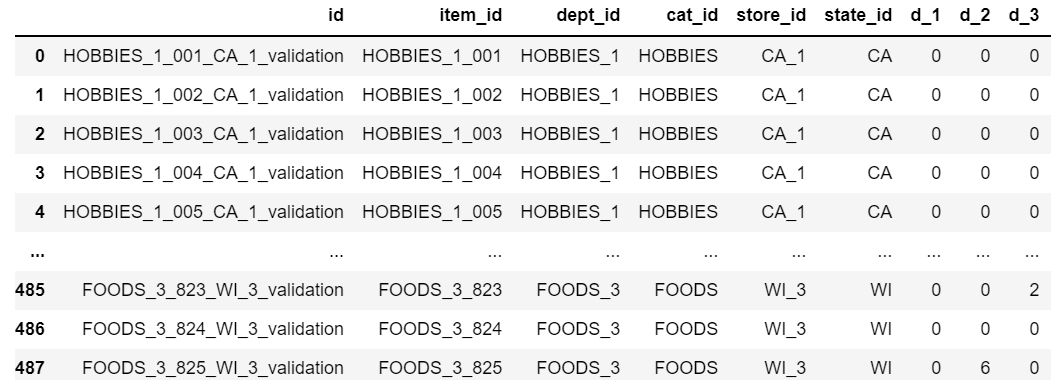 id item_id dept_id cat_id store_id state_id d_1 d_2 d_3
0 HOBBIES_1_001_CA_1_validation HOBBIES_1_001 HOBBIES_1 HOBBIES CA_1 CA 0 0 0
1 HOBBIES_1_002_CA_1_validation HOBBIES_1_002 HOBBIES_1 HOBBIES CA_1 CA 0 0 0
2 HOBBIES_1_003_CA_1_validation HOBBIES_1_003 HOBBIES_1 HOBBIES CA_1 CA 0 0 0
3 HOBBIES_1_004_CA_1_validation HOBBIES_1_004 HOBBIES_1 HOBBIES CA_1 CA 0 0 0
4 HOBBIES_1_005_CA_1_validation HOBBIES_1_005 HOBBIES_1 HOBBIES CA_1 CA 0 0 0
... ... ... ... ... ... ... ... ... ...
485 FOODS_3_823_WI_3_validation FOODS_3_823 FOODS_3 FOODS WI_3 WI 0 0 2
486 FOODS_3_824_WI_3_validation FOODS_3_824 FOODS_3 FOODS WI_3 WI 0 0 0
487 FOODS_3_825_WI_3_validation FOODS_3_825 FOODS_3 FOODS WI_3 WI 0 6 0